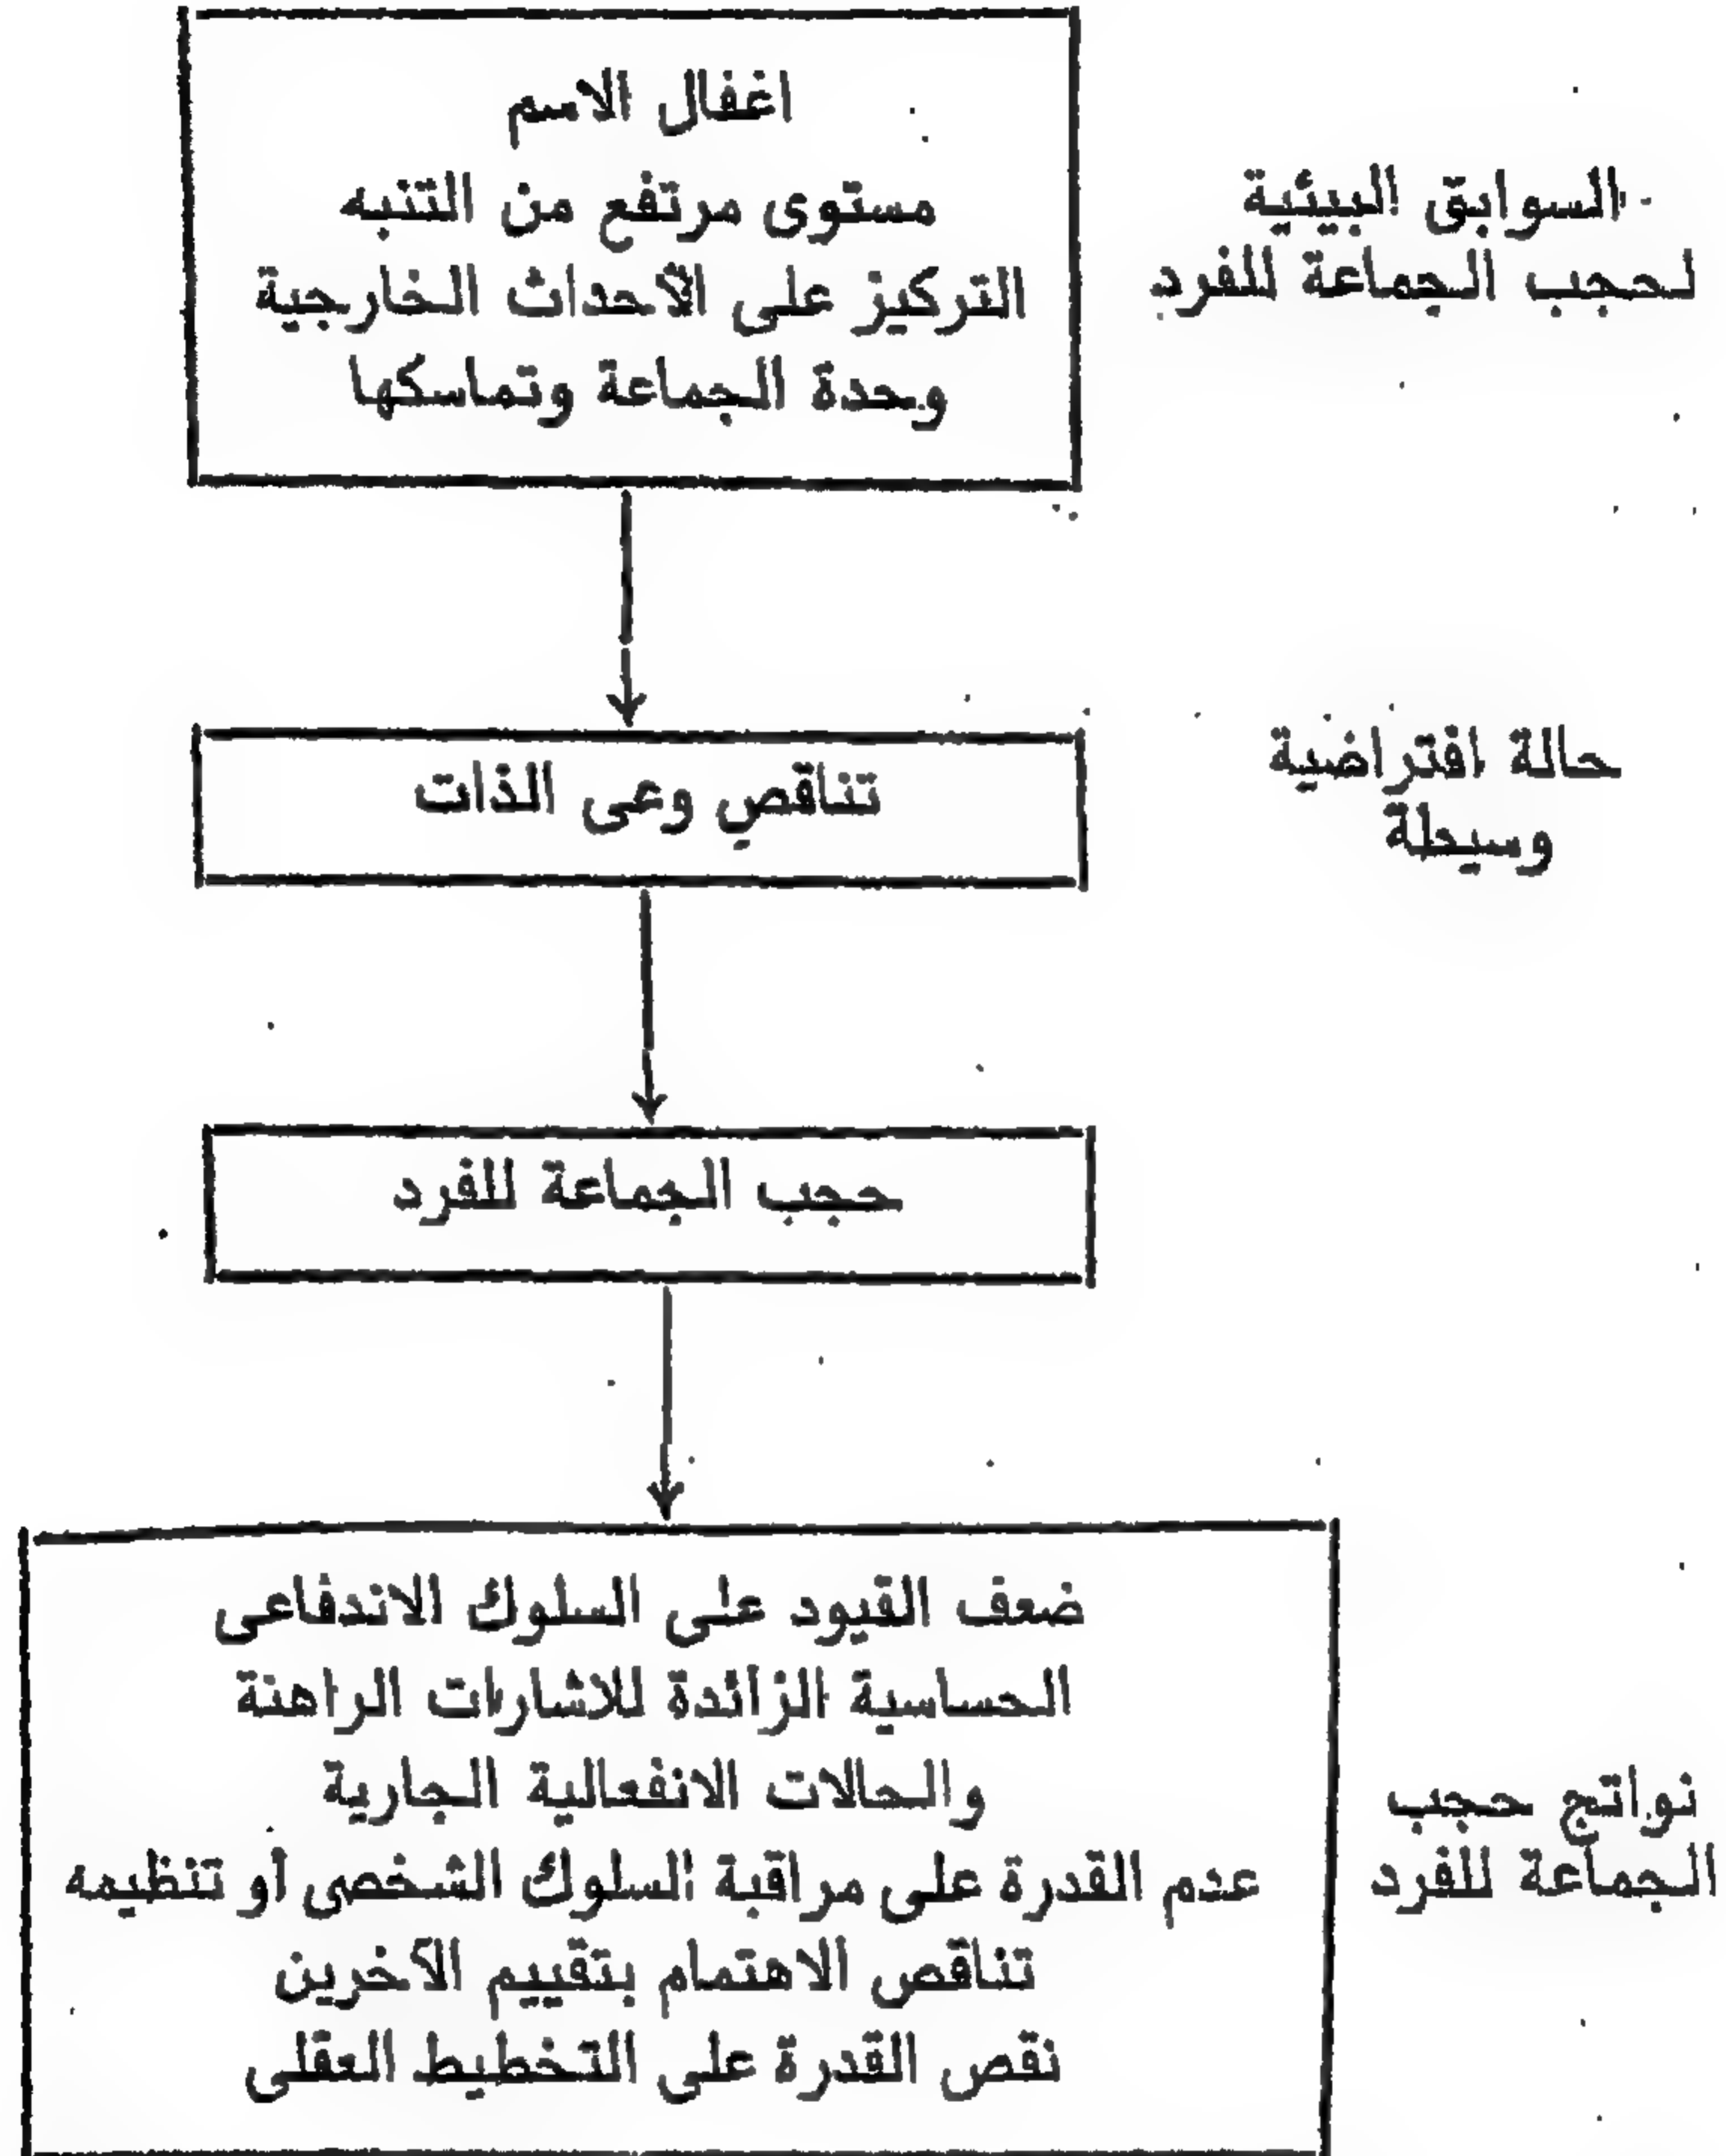 اغفال الاسم
مستوى مرتفع من التنبه
التركيز على الأحداث الخارجية
وحدة الجماعة وتماسكها
السوابق البيئية
لحجب الجماعة للفرد
تناقص وعى الذات
حالة افتراضية
وسيطة
حجب الجماعة للفرد
ضعف القيود على السلوك الاندفاعى
الحساسية الزائدة للاشارات الراهنة
والحالات الانفعالية الجارية
عدم القدرة على مراقبة السلوك الشخصى أو تنظيمه
تناقص الاهتمام بتقييم الآخرين
نقص القدرة على التخطيط العقلى
نواتج حجب
الجماعة للفرد